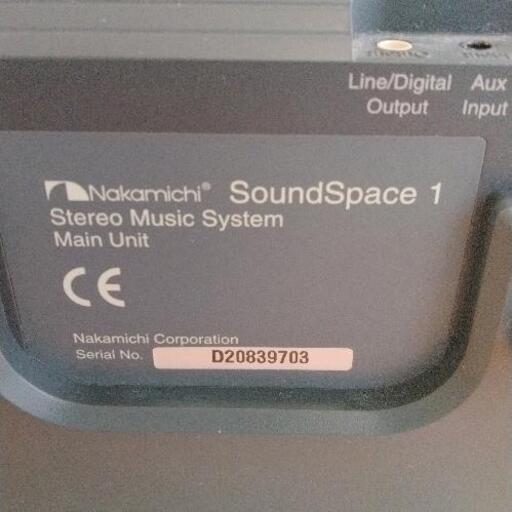 Line/Digital Output
Aux Input
Nakamichi® SoundSpace 1
Stereo Music System
Main Unit
CE
Nakamichi Corporation
Serial No. D20839703